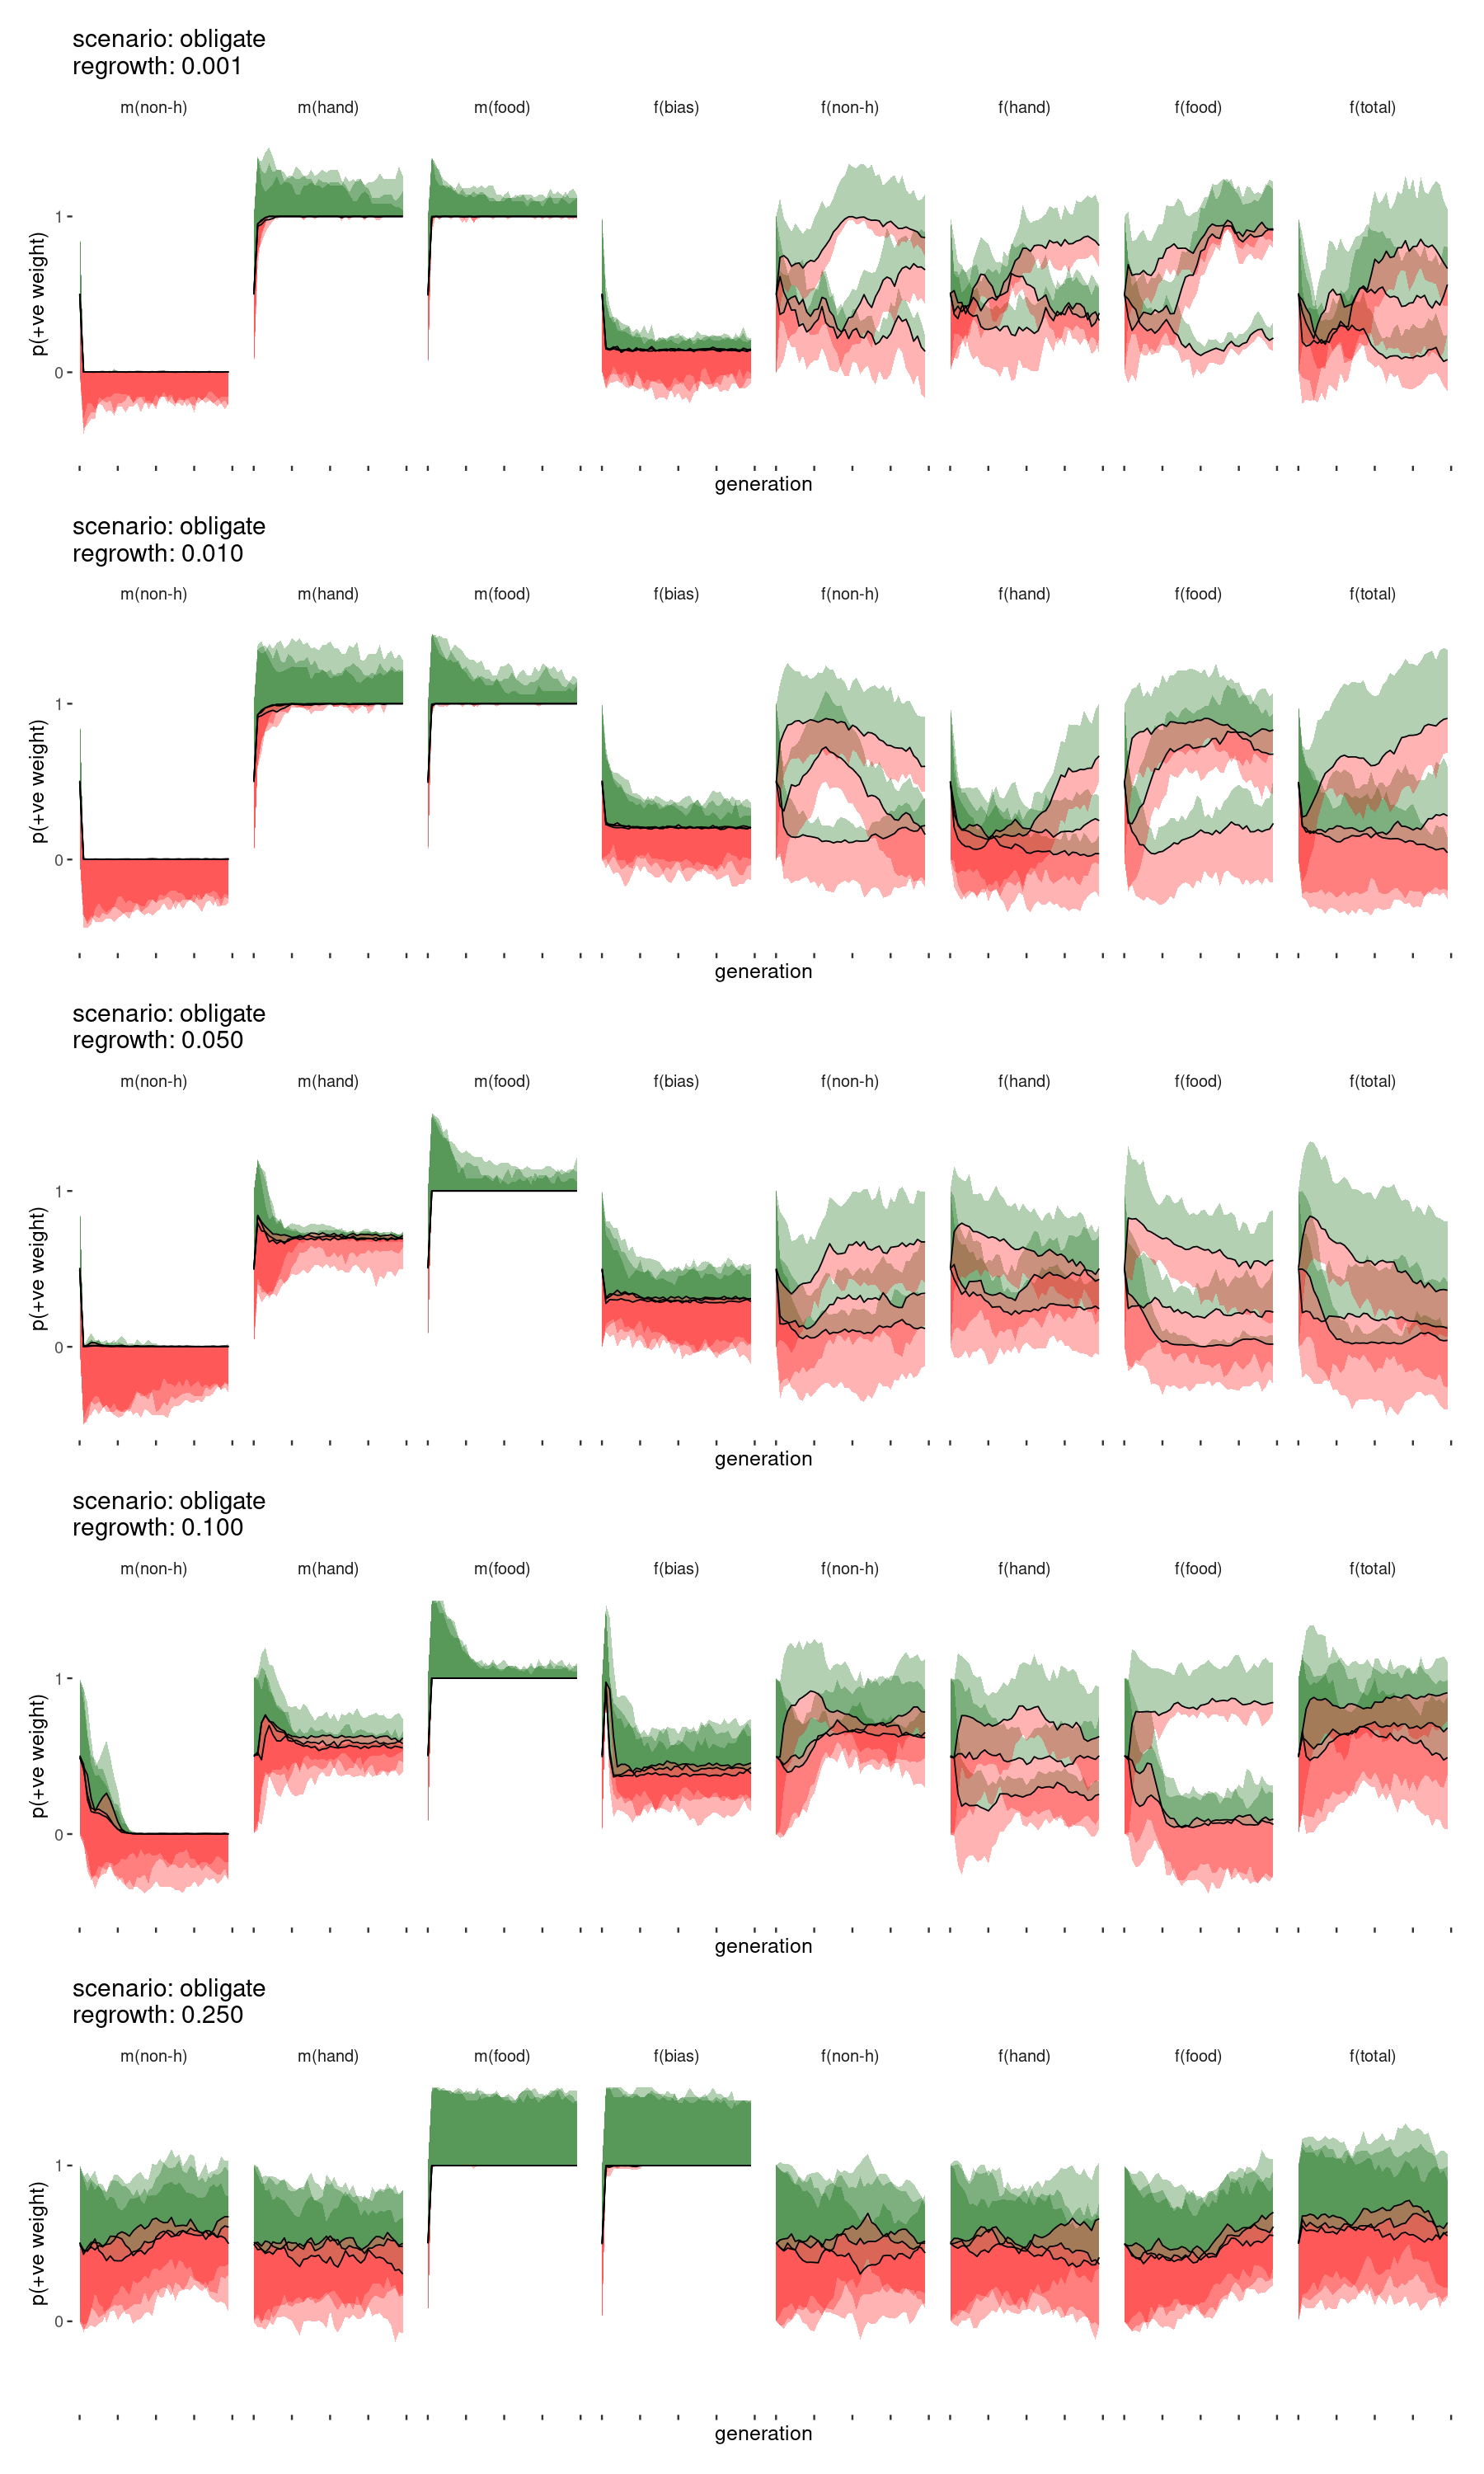 scenario: obligate
regrowth: 0.001
m(non-h) m(hand) m(food) f(bias) f(non-h) f(hand) f(food) f(total)
p(+ve weight)
1
0
generation
scenario: obligate
regrowth: 0.010
m(non-h) m(hand) m(food) f(bias) f(non-h) f(hand) f(food) f(total)
p(+ve weight)
1
0
generation
scenario: obligate
regrowth: 0.050
m(non-h) m(hand) m(food) f(bias) f(non-h) f(hand) f(food) f(total)
p(+ve weight)
1
0
generation
scenario: obligate
regrowth: 0.100
m(non-h) m(hand) m(food) f(bias) f(non-h) f(hand) f(food) f(total)
p(+ve weight)
1
0
generation
scenario: obligate
regrowth: 0.250
m(non-h) m(hand) m(food) f(bias) f(non-h) f(hand) f(food) f(total)
p(+ve weight)
1
0
generation